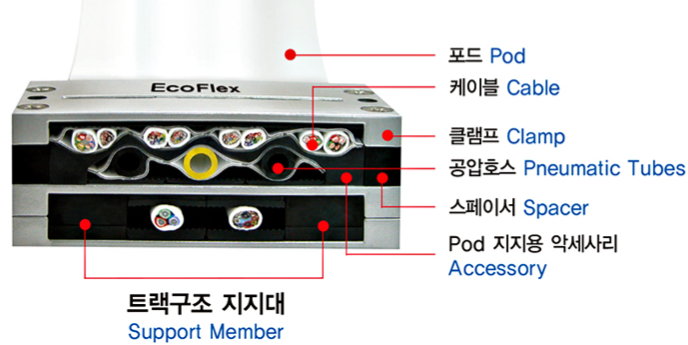 포드 Pod
EcoFlex
케이블 Cable
클램프 Clamp
공압호스 Pneumatic Tubes
스페이서 Spacer
Pod 지지용 악세사리
Accessory
트랙구조 지지대
Support Member